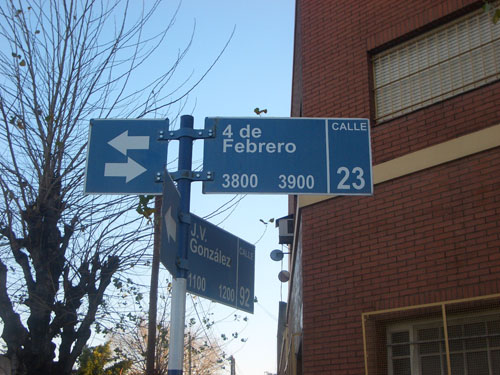 4 de
Febrero
3800 3900
CALLE
23
J.V.
González
1100 1200
CALLE
92